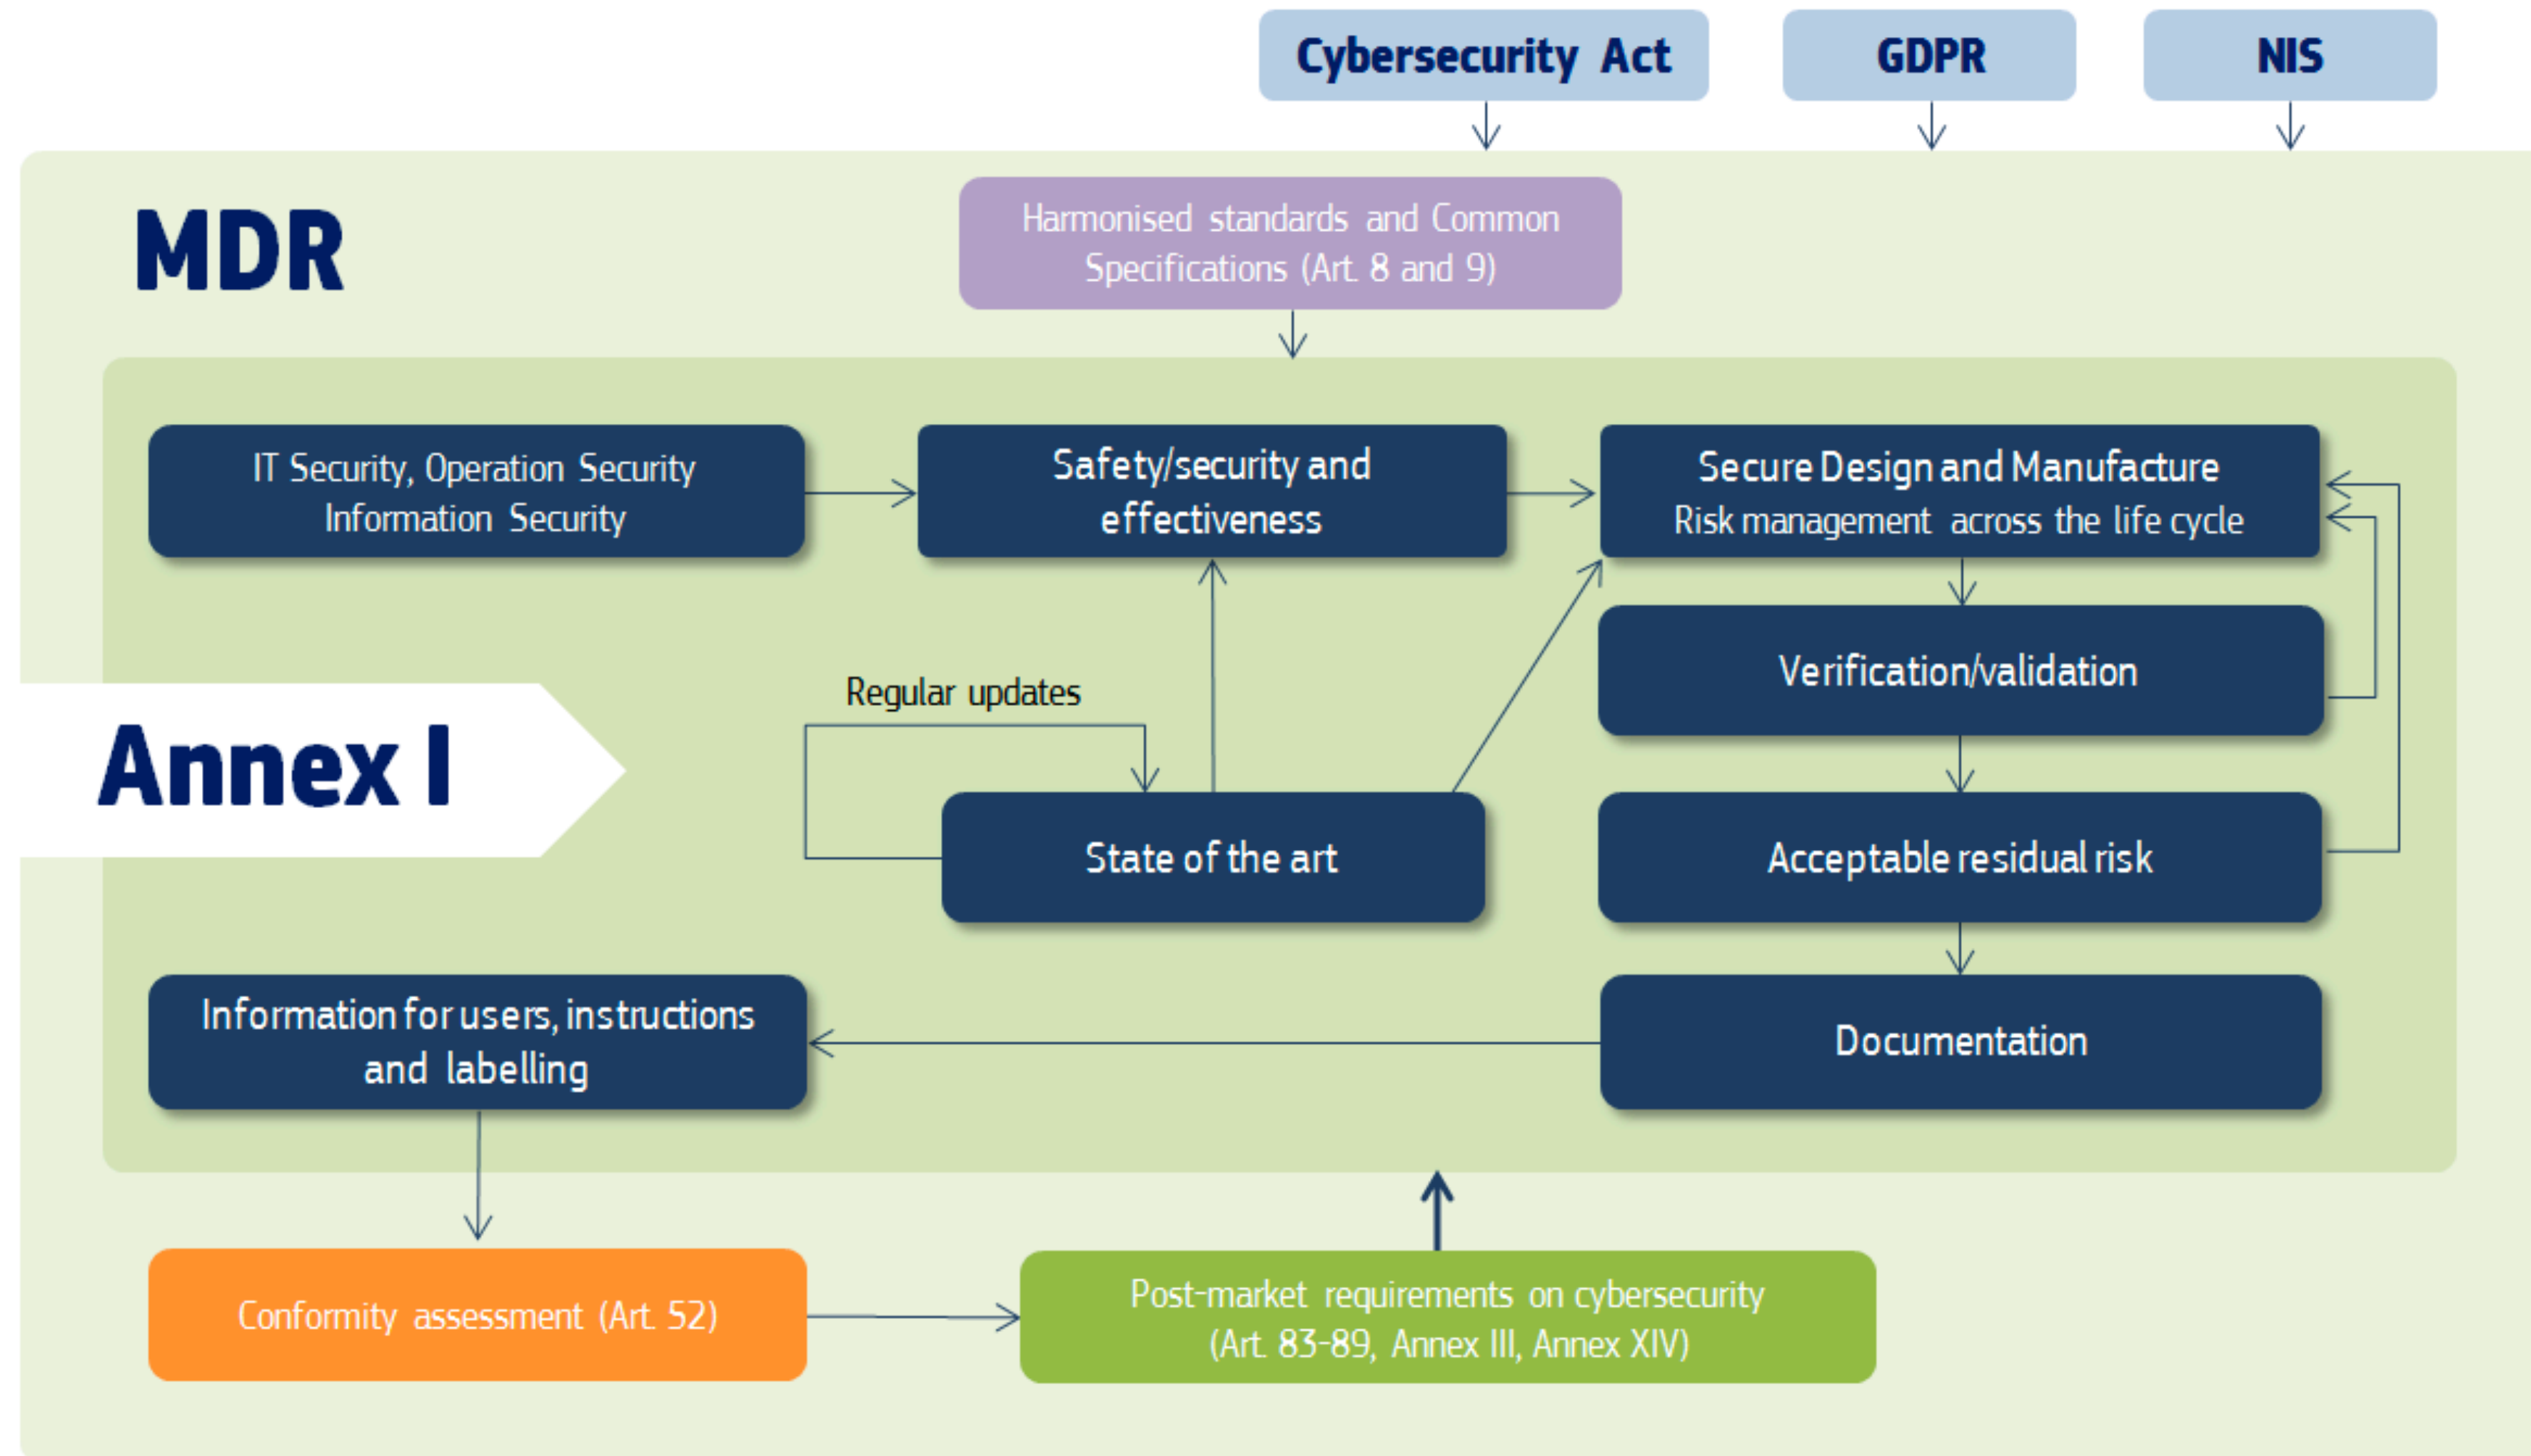 Cybersecurity Act
GDPR
NIS
MDR
Harmonised standards and Common
Specifications (Art. 8 and 9)
IT Security, Operation Security
Information Security
Safety/security and
effectiveness
Secure Design and Manufacture
Risk management across the life cycle
Verification/validation
Regular updates
Annex I
State of the art
Acceptable residual risk
Information for users, instructions
and labelling
Documentation
Conformity assessment (Art. 52)
Post-market requirements on cybersecurity
(Art. 83-89, Annex III, Annex XIV)